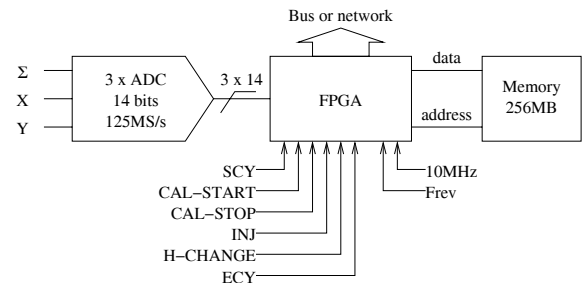 Bus or network
Σ
X
Y
3 x ADC
14 bits
125MS/s
3 x 14
FPGA
data
address
Memory
256MB
SCY
CAL−START
CAL−STOP
INJ
H−CHANGE
ECY
10MHz
Frev